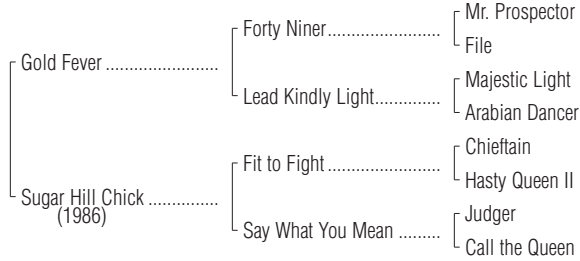 Mr. Prospector
Forty Niner........................
File
Gold Fever ........................
Majestic Light
Lead Kindly Light..............
Arabian Dancer
Chieftain
Fit to Fight ........................
Hasty Queen II
Sugar Hill Chick ...............
(1986)
Judger
Say What You Mean .........
Call the Queen